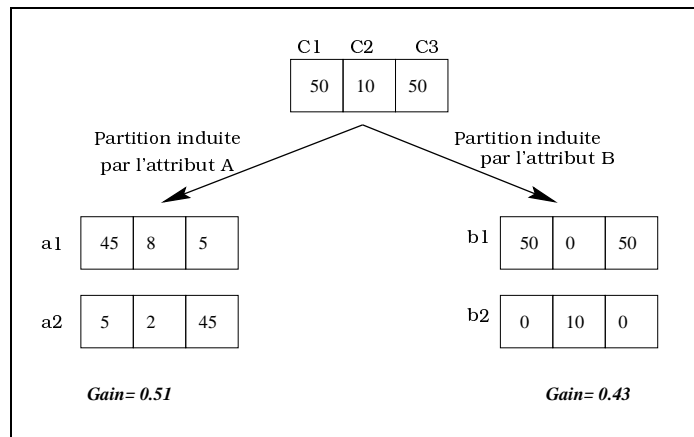 C1 C2 C3
50 10 50
Partition induite
par l'attribut A
Partition induite
par l'attribut B
a1 45 8 5
a2 5 2 45
Gain= 0.51
b1 50 0 50
b2 0 10 0
Gain= 0.43